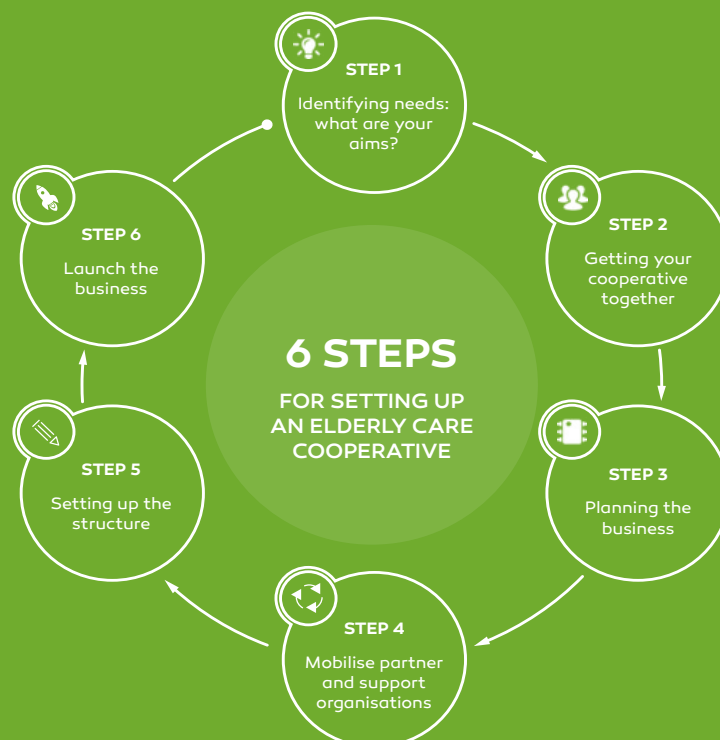 6 STEPS
FOR SETTING UP
AN ELDERLY CARE
COOPERATIVE
STEP 1
Identifying needs:
what are your
aims?
STEP 2
Getting your
cooperative
together
STEP 3
Planning the
business
STEP 4
Mobilise partner
and support
organisations
STEP 5
Setting up the
structure
STEP 6
Launch the
business